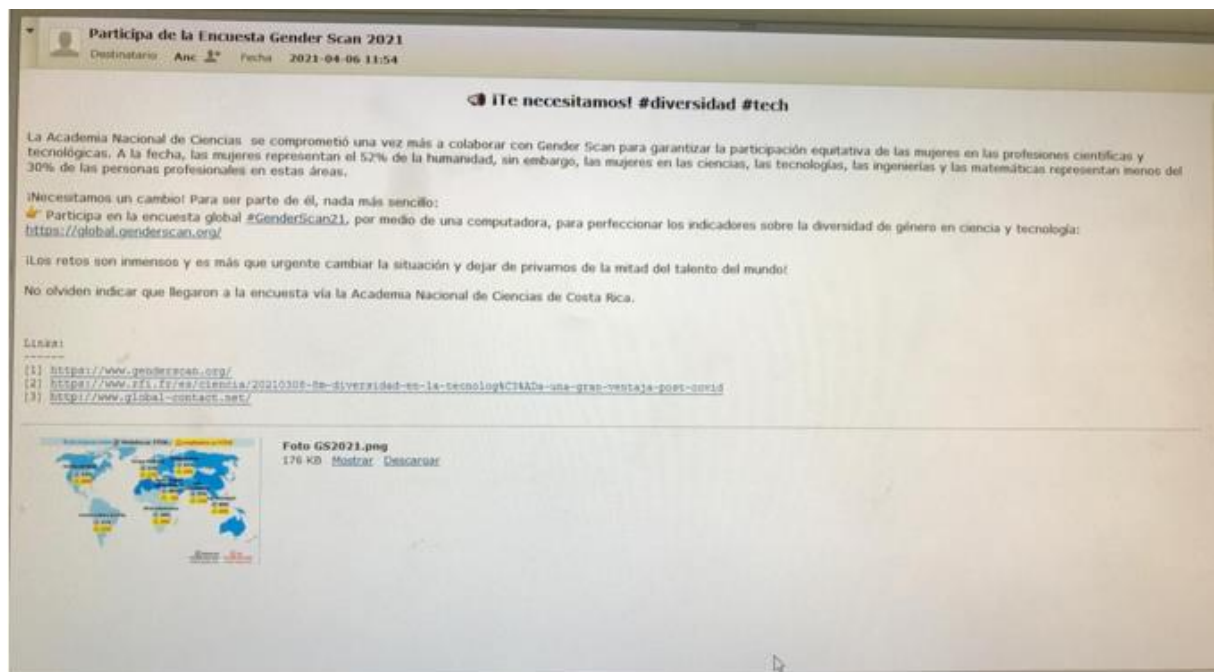 Participa de la Encuesta Gender Scan 2021
Destinatario Anc Fecha 2021-04-06 11:54
¡Te necesitamos! #diversidad #tech
La Academia Nacional de Ciencias se comprometió una vez más a colaborar con Gender Scan para garantizar la participación equitativa de las mujeres en las profesiones científicas y
tecnológicas. A la fecha, las mujeres representan el 52% de la humanidad, sin embargo, las mujeres en las ciencias, las tecnologías, las ingenierías y las matemáticas representan menos del
30% de las personas profesionales en estas áreas.
¡Necesitamos un cambio! Para ser parte de él, nada más sencillo:
Participa en la encuesta global #GenderScan21, por medio de una computadora, para perfeccionar los indicadores sobre la diversidad de género en ciencia y tecnología:
https://global.genderscan.org/
¡Los retos son inmensos y es más que urgente cambiar la situación y dejar de privarnos de la mitad del talento del mundo!
No olviden indicar que llegaron a la encuesta vía la Academia Nacional de Ciencias de Costa Rica.
Links:
------
[1] https://www.genderscan.org/
[2] https://www.rfi.fr/es/ciencia/20210308-8m-diversidad-en-la-tecnolog%C3%ADa-una-gran-ventaja-post-covid
[3] http://www.global-contact.net/
Foto GS2021.png
176 KB Mostrar Descargar